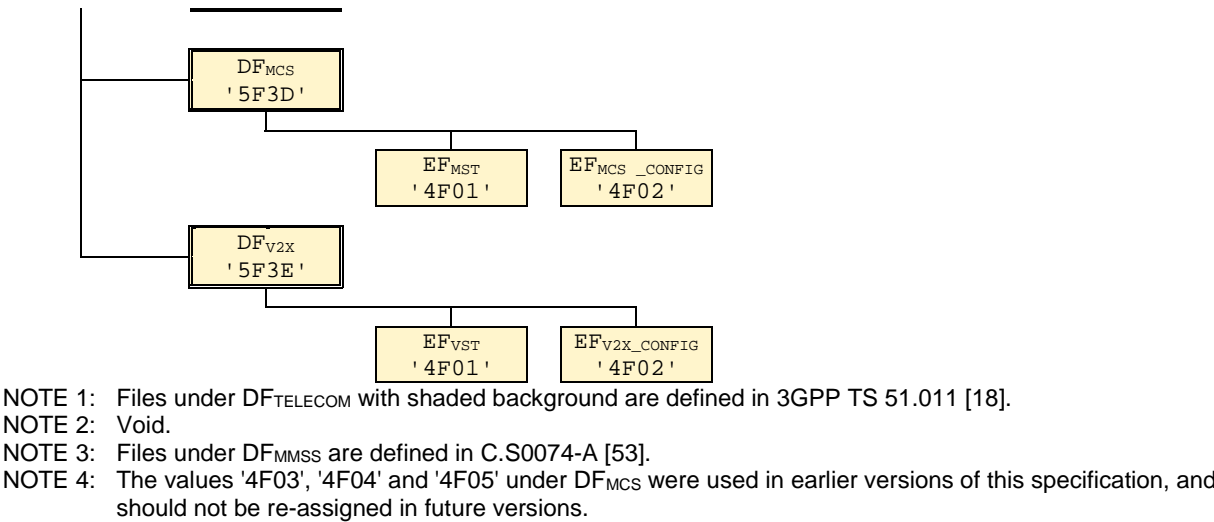 DFMCS
'5F3D'
EFMST EFMCS _CONFIG
'4F01' '4F02'
DFV2X
'5F3E'
EFVST EFV2X_CONFIG
'4F01' '4F02'
NOTE 1: Files under DFTELECOM with shaded background are defined in 3GPP TS 51.011 [18].
NOTE 2: Void.
NOTE 3: Files under DFMMSS are defined in C.S0074-A [53].
NOTE 4: The values '4F03', '4F04' and '4F05' under DFMCS were used in earlier versions of this specification, and
should not be re-assigned in future versions.